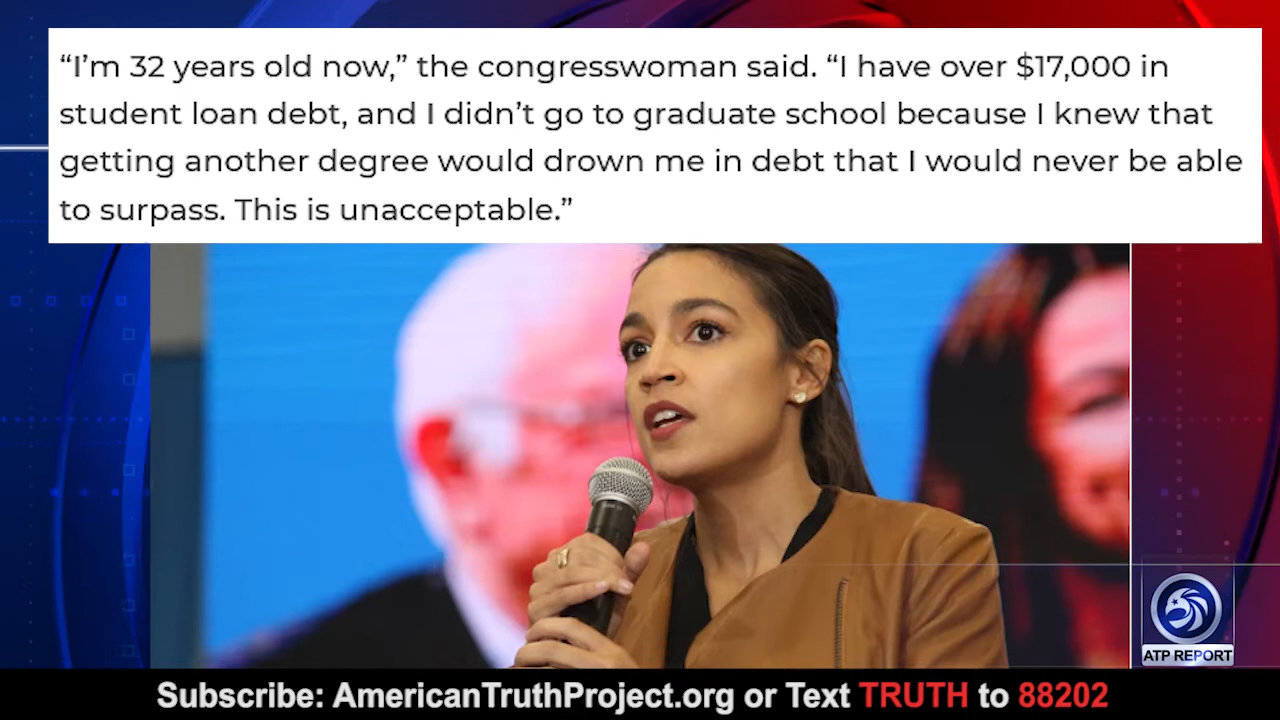 “I’m 32 years old now,” the congresswoman said. “I have over $17,000 in
student loan debt, and I didn’t go to graduate school because I knew that
getting another degree would drown me in debt that I would never be able
to surpass. This is unacceptable.”
ATP REPORT
Subscribe: AmericanTruthProject.org or Text TRUTH to 88202